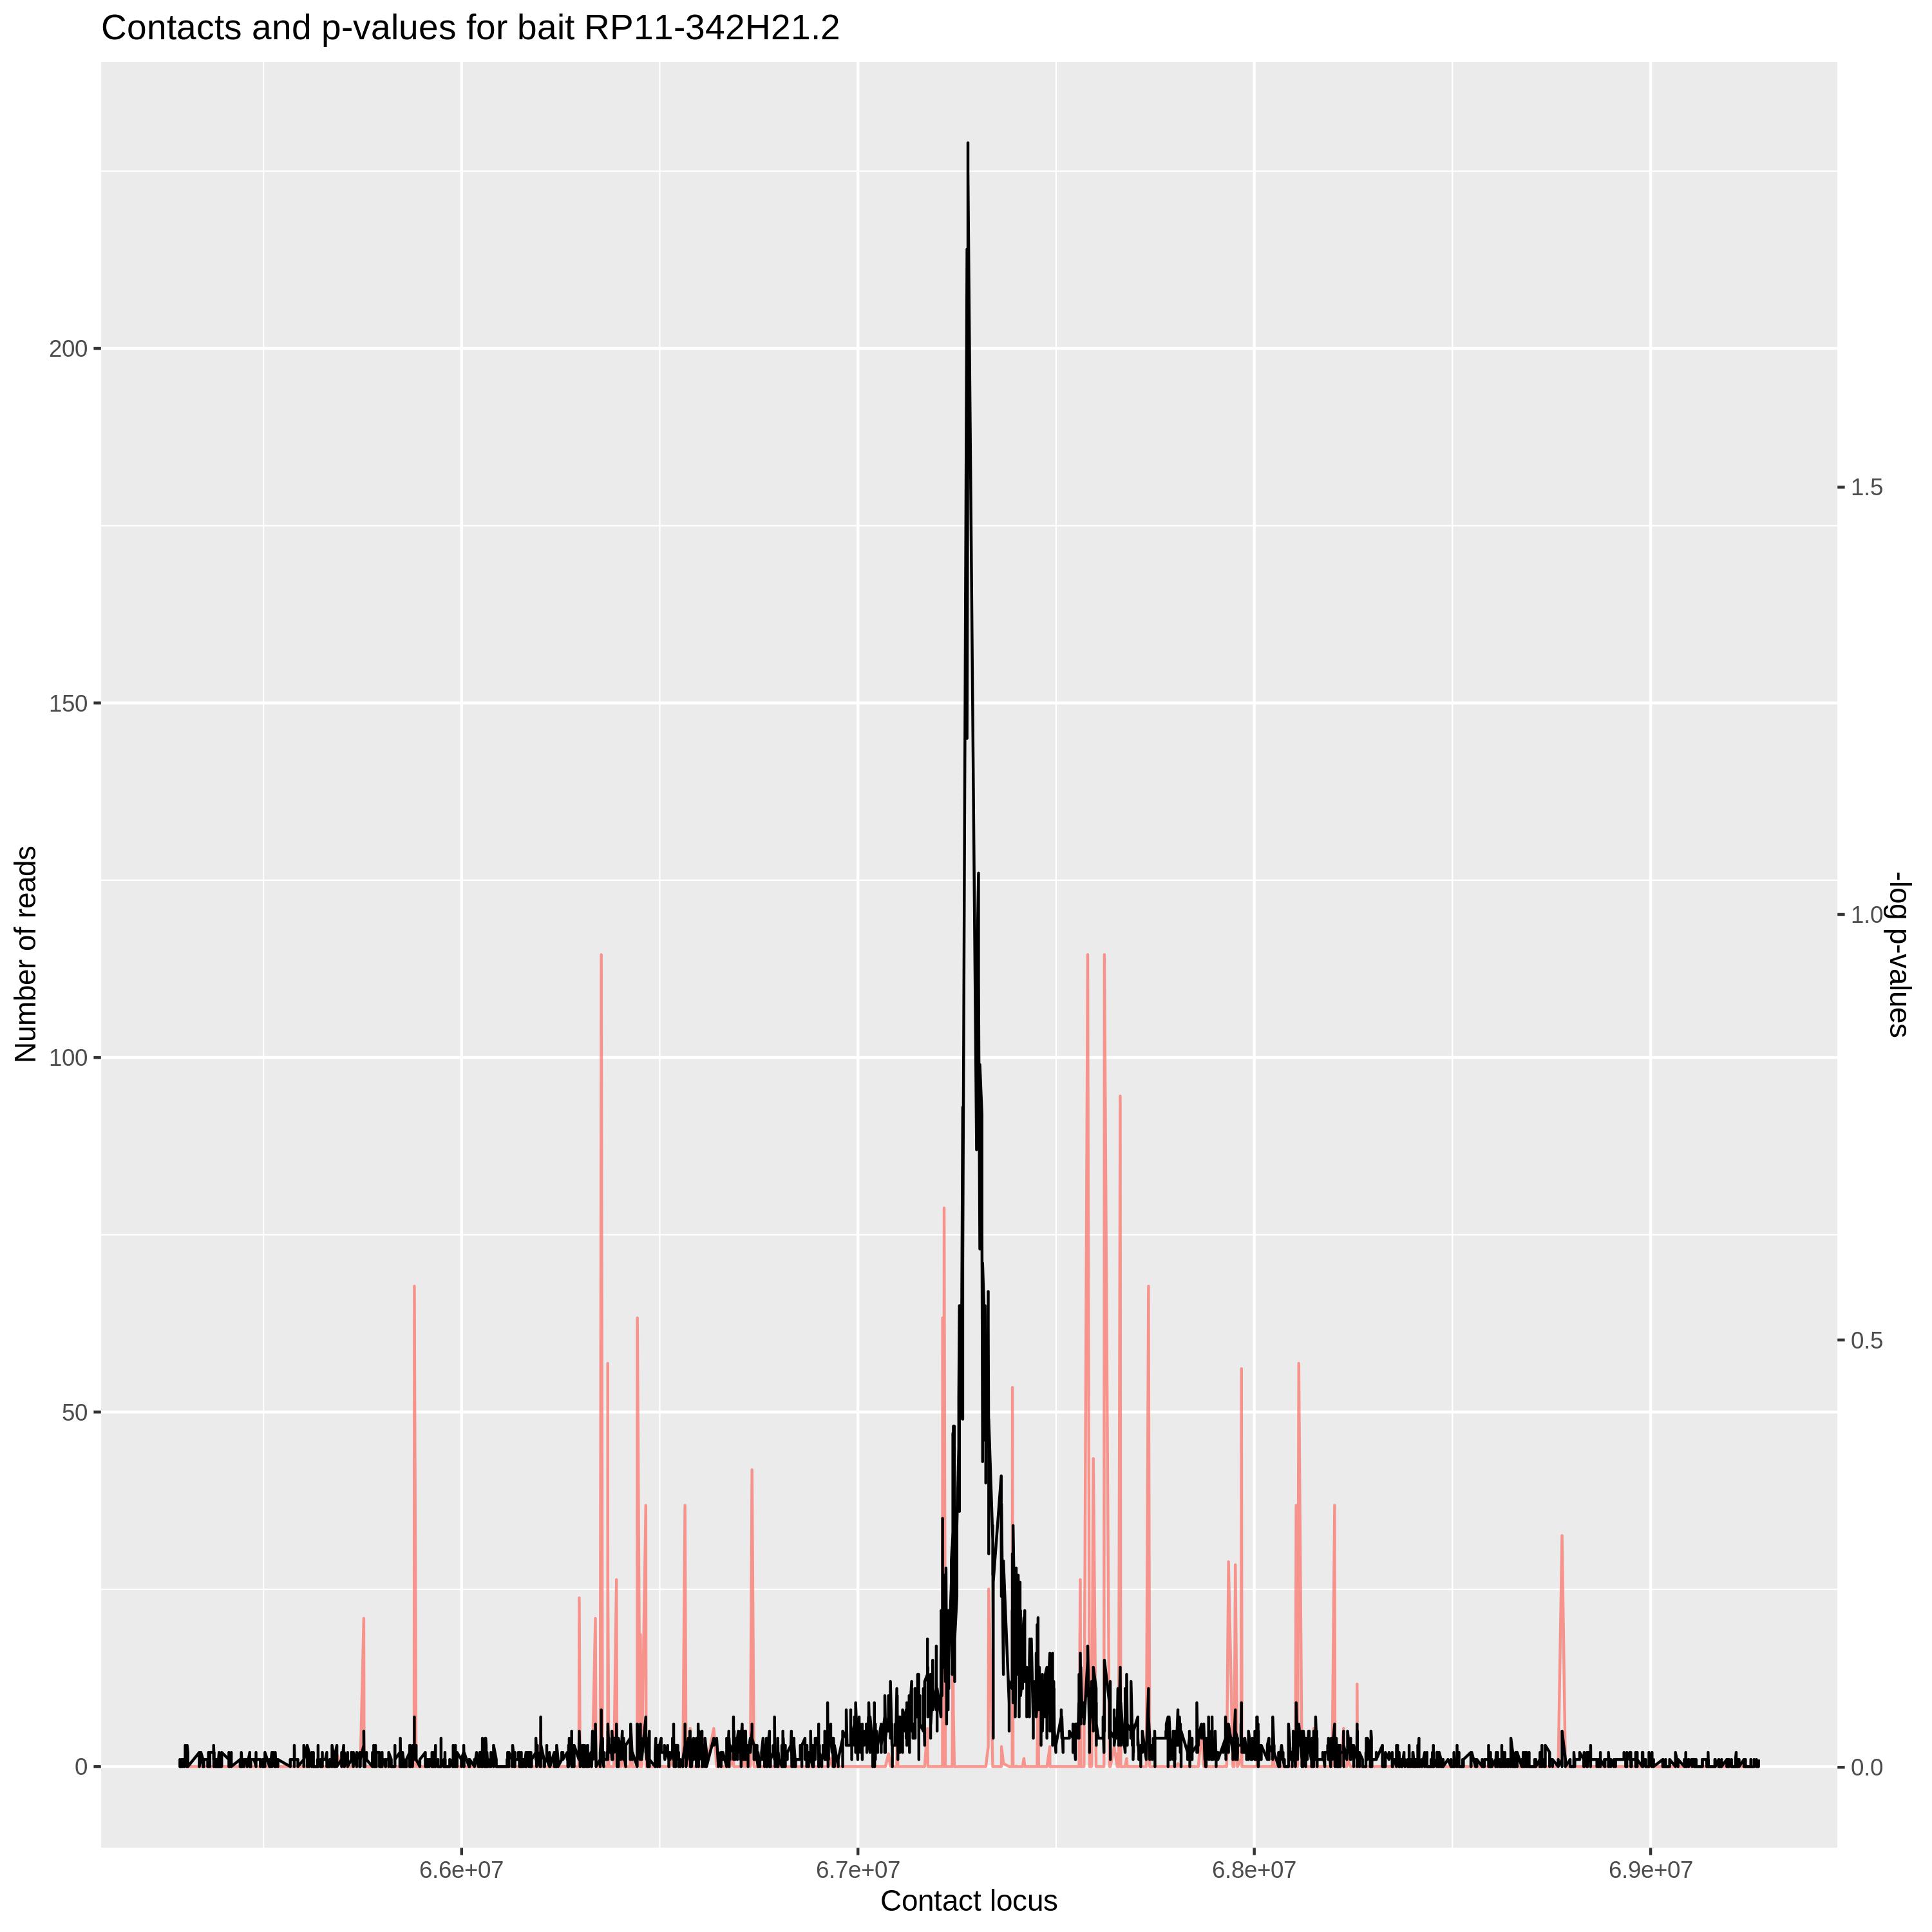 Contacts and p-values for bait RP11-342H21.2
Number of reads
200
150
100
50
0
1.5
1.0
0.5
0.0
-log p-values
6.6e+07 6.7e+07 6.8e+07 6.9e+07
Contact locus